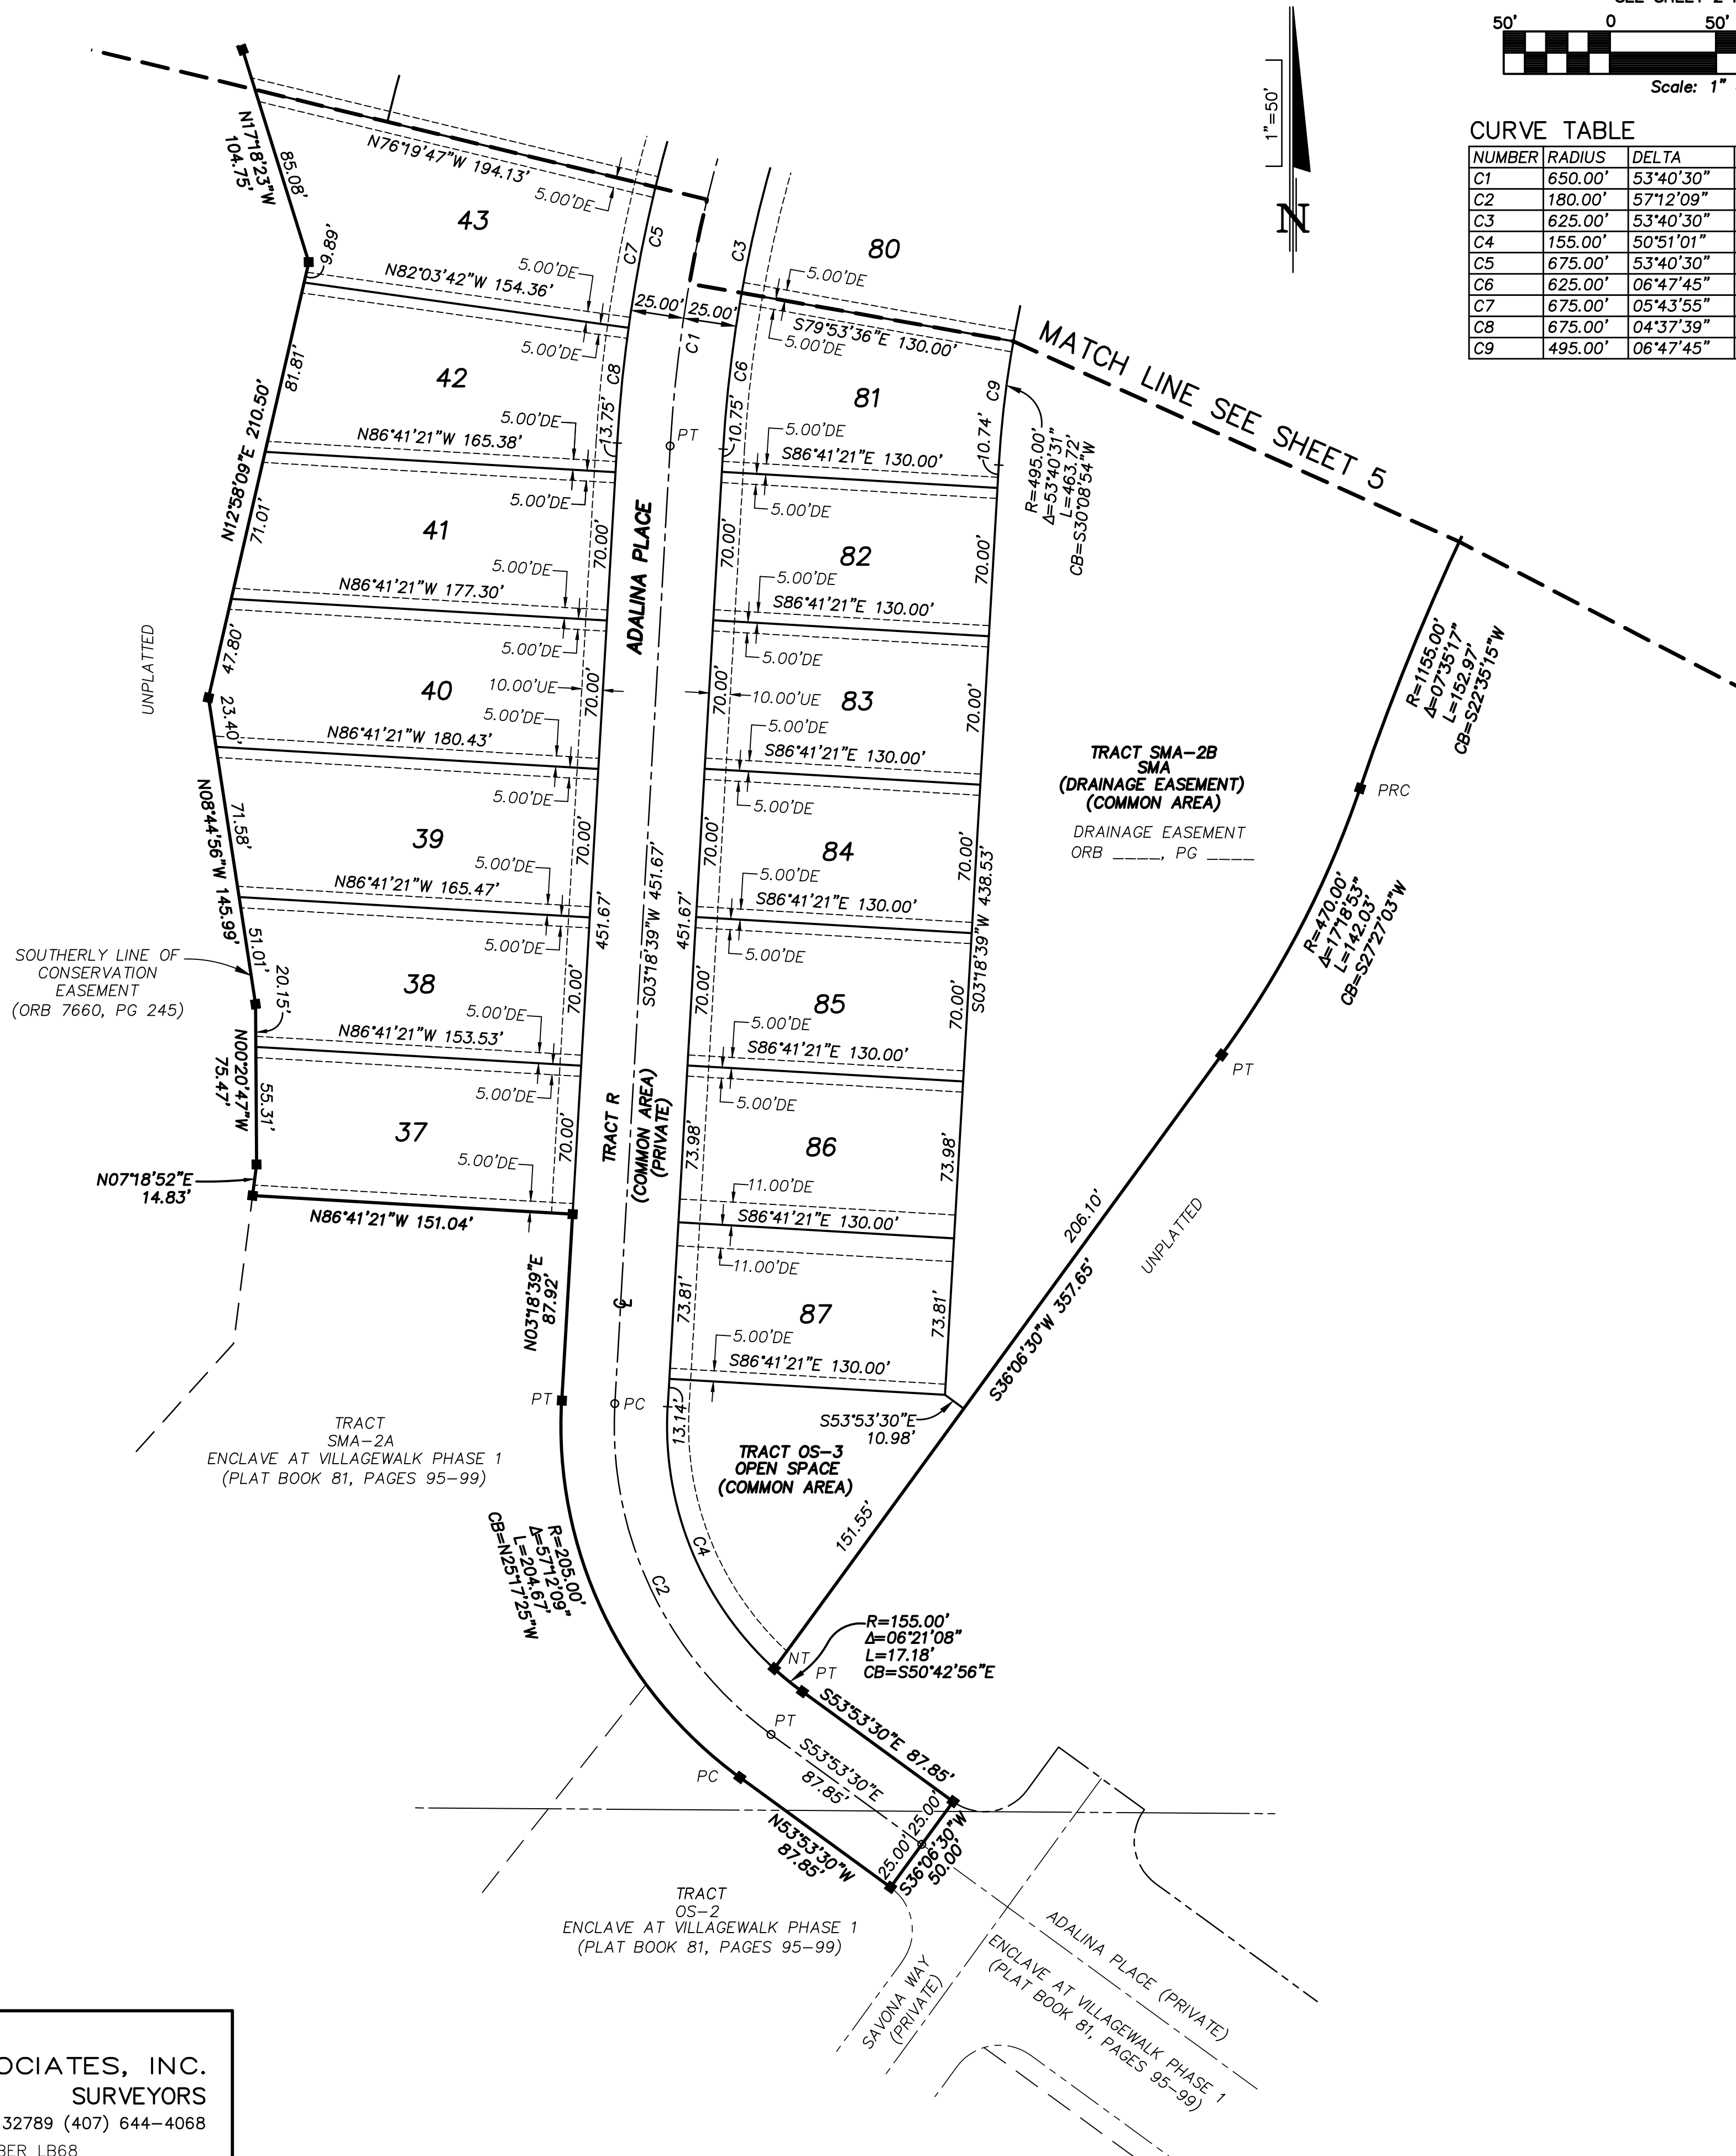 50' 0 50'
Scale: 1"
1"=50'
N
CURVE TABLE
NUMBER RADIUS DELTA
C1 650.00' 53°40'30"
C2 180.00' 57°12'09"
C3 625.00' 53°40'30"
C4 155.00' 50°51'01"
C5 675.00' 53°40'30"
C6 625.00' 06°47'45"
C7 675.00' 05°43'55"
C8 675.00' 04°37'39"
C9 495.00' 06°47'45"
N17°18'23"W
104.75'
85.08'
N76°19'47"W 194.13'
5.00'DE
43
C7
C5
C3
80
9.89'
5.00'DE
N82°03'42"W 154.36'
25.00' 25.00'
5.00'DE
S79°53'36"E 130.00'
5.00'DE
5.00'DE
C1
MATCH LINE SEE SHEET 5
81.81'
42
C8
C6
81
C9
N12°58'09"E 210.50'
5.00'DE
13.75'
PT
10.75'
5.00'DE
10.74'
R=495.00'
Δ=53°40'31"
L=463.72'
CB=S30°08'54"W
N86°41'21"W 165.38'
S86°41'21"E 130.00'
5.00'DE
5.00'DE
71.01'
41
70.00'
ADALINA PLACE
70.00'
82
70.00'
5.00'DE
5.00'DE
N86°41'21"W 177.30'
S86°41'21"E 130.00'
UNPLATTED
47.80'
5.00'DE
5.00'DE
40
10.00'UE
70.00'
70.00'
10.00'UE
83
70.00'
R=1155.00'
Δ=07°35'17"
L=152.97'
CB=S22°35'15"W
23.40'
5.00'DE
5.00'DE
N86°41'21"W 180.43'
S86°41'21"E 130.00'
TRACT SMA-2B
SMA
(DRAINAGE EASEMENT)
(COMMON AREA)
DRAINAGE EASEMENT
ORB ____, PG ____
PRC
5.00'DE
5.00'DE
N08°44'56"W 145.99'
71.58'
39
70.00'
70.00'
84
70.00'
5.00'DE
5.00'DE
N86°41'21"W 165.47'
S86°41'21"E 130.00'
451.67'
S03°18'39"W 451.67'
451.67'
S03°18'39"W 438.53'
5.00'DE
5.00'DE
R=470.00'
Δ=17°18'53"
L=142.03'
CB=S27°27'03"W
SOUTHERLY LINE OF
CONSERVATION
EASEMENT
(ORB 7660, PG 245)
51.01'
20.15'
38
70.00'
70.00'
85
70.00'
5.00'DE
5.00'DE
N86°41'21"W 153.53'
S86°41'21"E 130.00'
PT
N00°20'47"W
75.47'
55.31'
5.00'DE
5.00'DE
37
70.00'
TRACT R
(COMMON AREA)
(PRIVATE)
73.98'
86
73.98'
N07°18'52"E
14.83'
5.00'DE
11.00'DE
N86°41'21"W 151.04'
S86°41'21"E 130.00'
11.00'DE
206.10'
UNPLATTED
S36°06'30"W 357.65'
N03°18'39"E
87.92'
CL
73.81'
87
73.81'
5.00'DE
S86°41'21"E 130.00'
PT
PC
13.14'
S53°53'30"E
10.98'
TRACT
SMA-2A
ENCLAVE AT VILLAGEWALK PHASE 1
(PLAT BOOK 81, PAGES 95-99)
TRACT OS-3
OPEN SPACE
(COMMON AREA)
151.55'
R=205.00'
Δ=57°12'09"
L=204.67'
CB=N25°17'25"W
C4
C2
R=155.00'
Δ=06°21'08"
L=17.18'
CB=S50°42'56"E
NT
PT
S53°53'30"E 87.85'
PT
S53°53'30"E
87.85'
PC
N53°53'30"W
87.85'
25.00'
25.00'
S36°06'30"W
50.00'
TRACT
OS-2
ENCLAVE AT VILLAGEWALK PHASE 1
(PLAT BOOK 81, PAGES 95-99)
ADALINA PLACE (PRIVATE)
ENCLAVE AT VILLAGEWALK PHASE 1
(PLAT BOOK 81, PAGES 95-99)
SAVONA WAY
(PRIVATE)
OCIATES, INC.
SURVEYORS
32789 (407) 644-4068
BER LB68